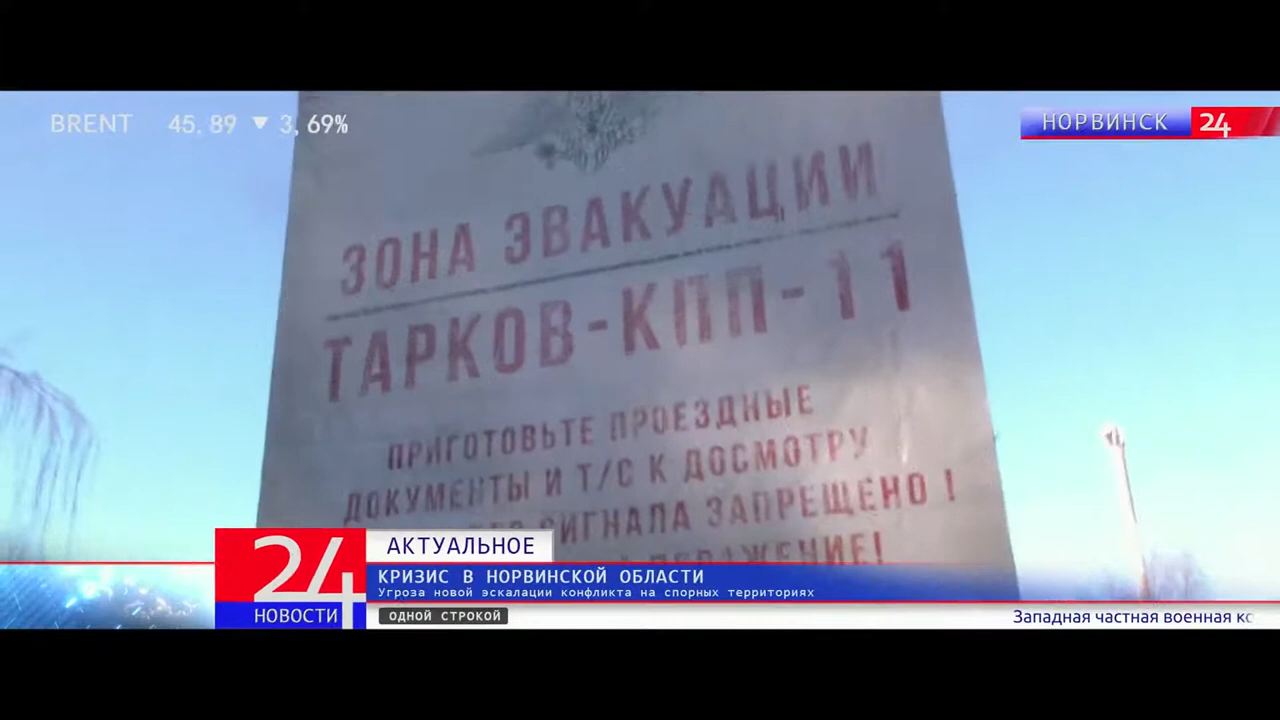 BRENT 45, 89 ▼ 3, 69%
НОРВИНСК 24
ЗОНА ЭВАКУАЦИИ
ТАРКОВ-КПП-11
ПРИГОТОВЬТЕ ПРОЕЗДНЫЕ
ДОКУМЕНТЫ И Т/С К ДОСМОТРУ
СИГНАЛА ЗАПРЕЩЕНО !
24
НОВОСТИ
АКТУАЛЬНОЕ
КРИЗИС В НОРВИНСКОЙ ОБЛАСТИ
Угроза новой эскалации конфликта на спорных территориях
ОДНОЙ СТРОКОЙ
Западная частная военная